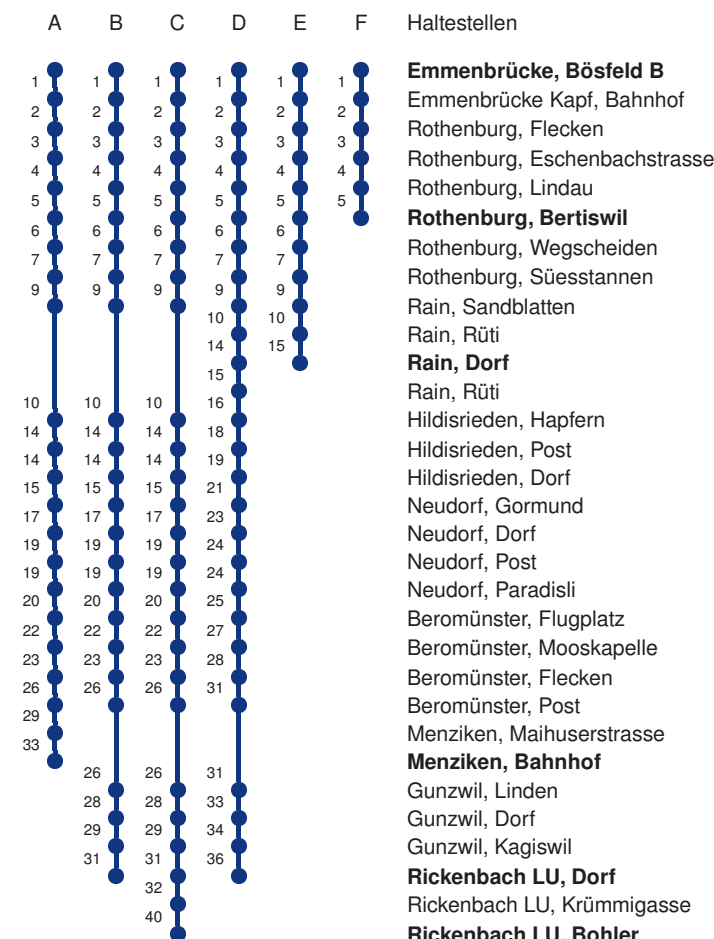 A B C D E F Haltestellen
Emmenbrücke, Bösfeld B
1 1 1 1 1 1
Emmenbrücke Kapf, Bahnhof
2 2 2 2 2 2
Rothenburg, Flecken
3 3 3 3 3 3
Rothenburg, Eschenbachstrasse
4 4 4 4 4 4
Rothenburg, Lindau
5 5 5 5 5 5
Rothenburg, Bertiswil
6 6 6 6 6
Rothenburg, Wegscheiden
7 7 7 7 7
Rothenburg, Süesstannen
9 9 9 9 9
Rain, Sandblatten
10 10
Rain, Rüti
14 15
Rain, Dorf
15
Rain, Rüti
10 10 10 16
Hildisrieden, Hapfern
14 14 14 18
Hildisrieden, Post
14 14 14 19
Hildisrieden, Dorf
15 15 15 21
Neudorf, Gormund
17 17 17 23
Neudorf, Dorf
19 19 19 24
Neudorf, Post
19 19 19 24
Neudorf, Paradisli
20 20 20 25
Beromünster, Flugplatz
22 22 22 27
Beromünster, Mooskapelle
23 23 23 28
Beromünster, Flecken
26 26 26 31
Beromünster, Post
29
Menziken, Maihuserstrasse
33
Menziken, Bahnhof
26 26 31
Gunzwil, Linden
28 28 33
Gunzwil, Dorf
29 29 34
Gunzwil, Kagiswil
31 31 36
Rickenbach LU, Dorf
32
Rickenbach LU, Krümmigasse
40
Rickenbach LU, Bohler